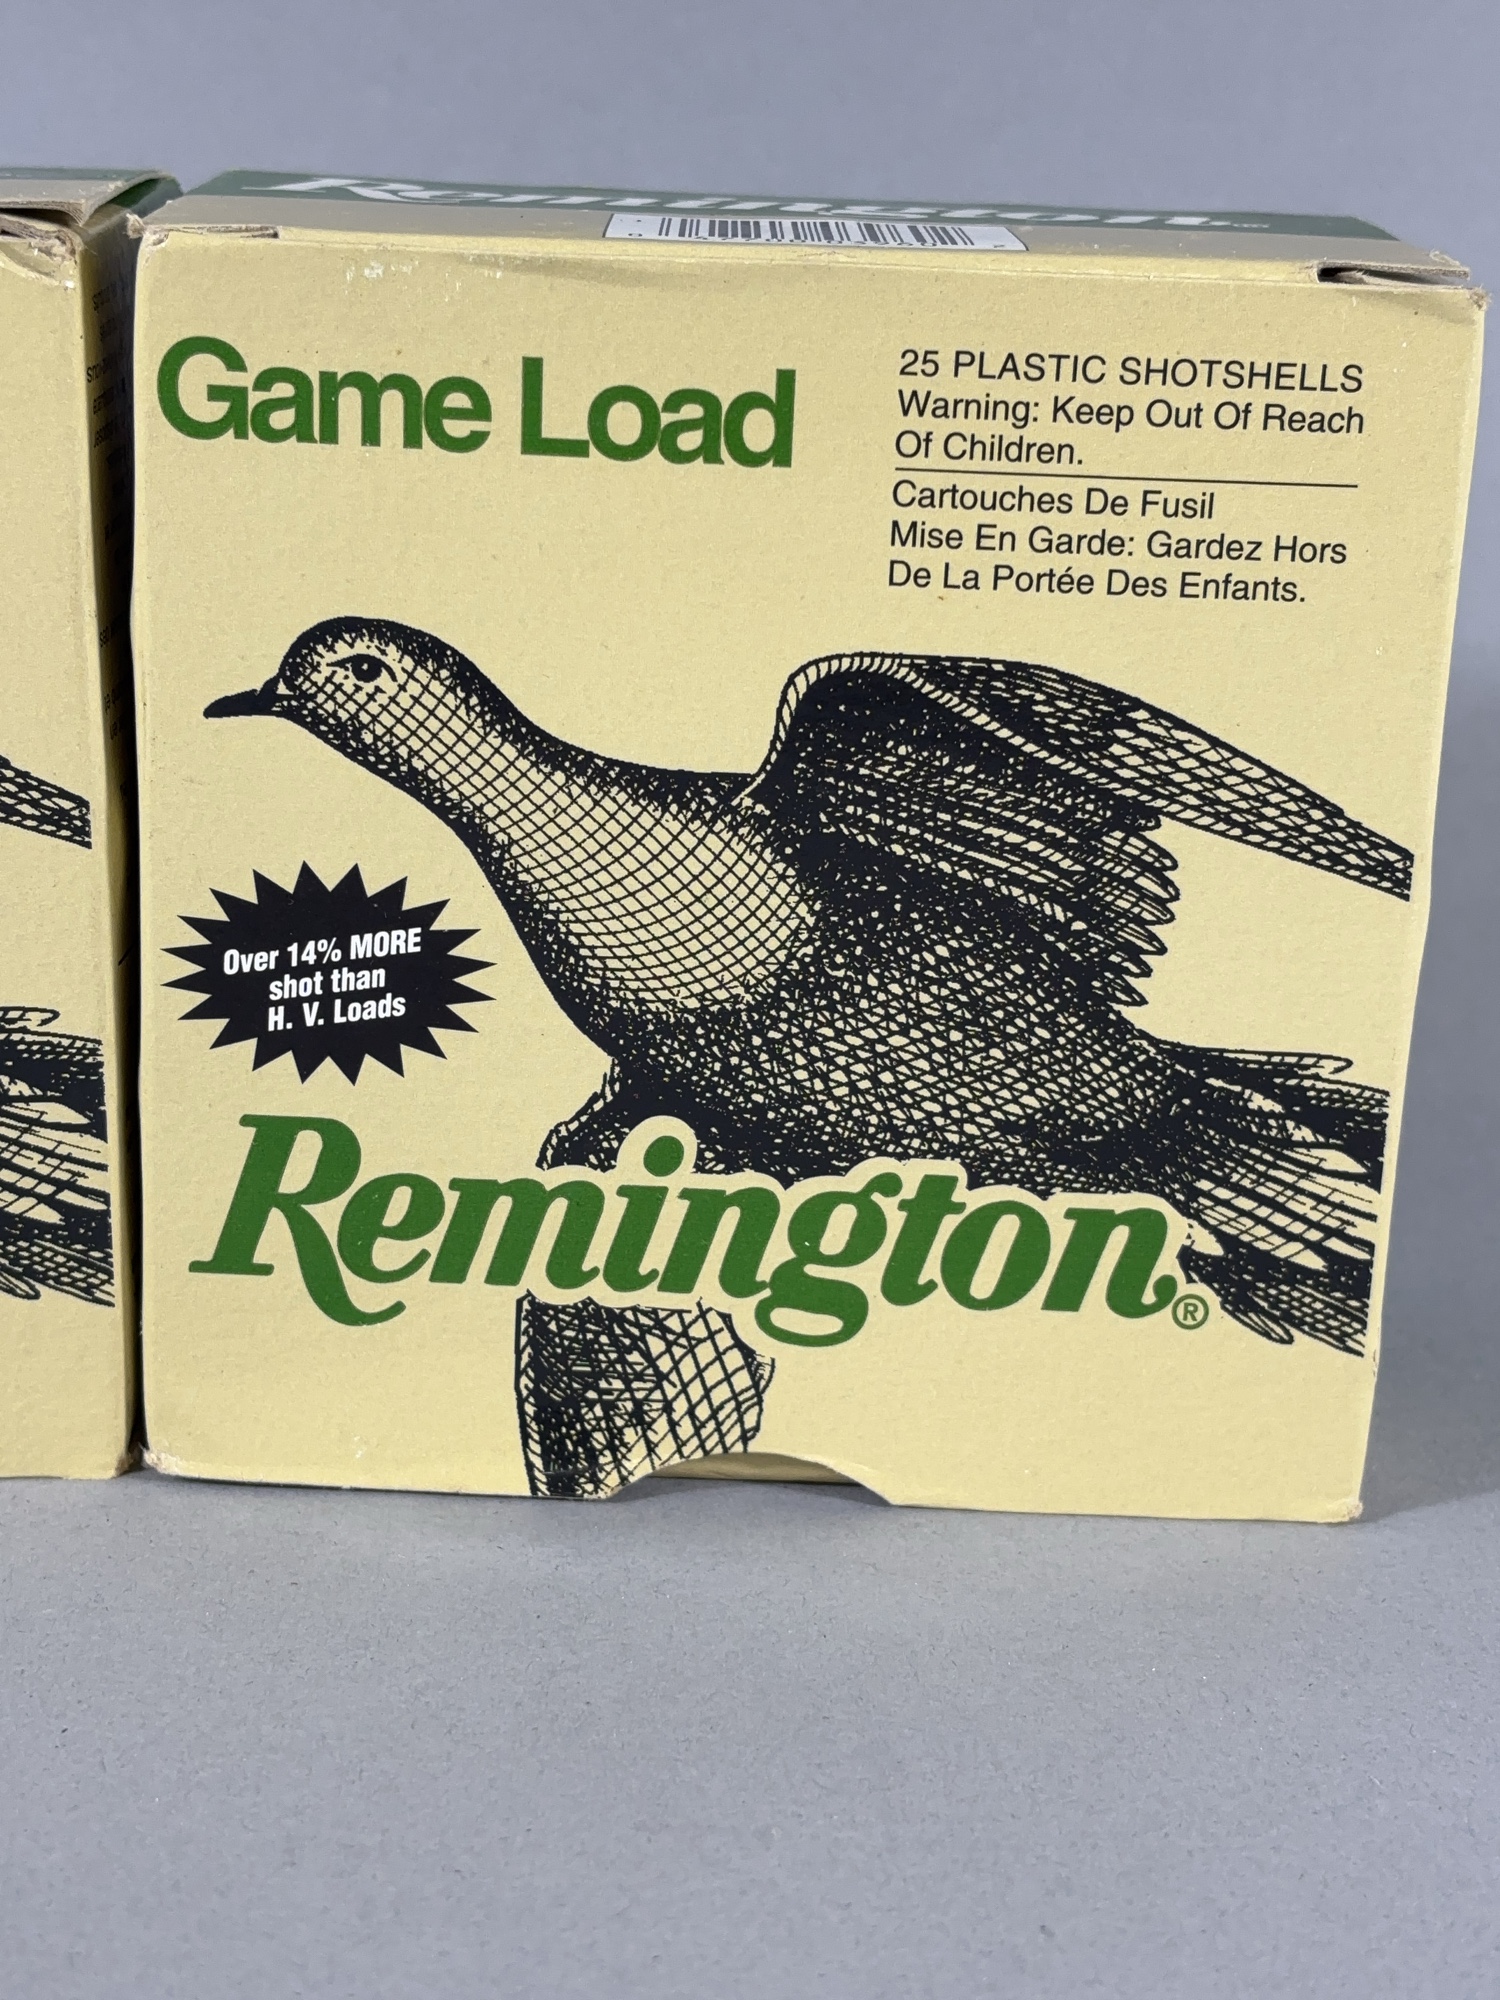 Remington
Game Load
25 PLASTIC SHOTSHELLS
Warning: Keep Out Of Reach
Of Children.
Cartouches De Fusil
Mise En Garde: Gardez Hors
De La Portée Des Enfants.
Over 14% MORE
shot than
H. V. Loads
Remington®